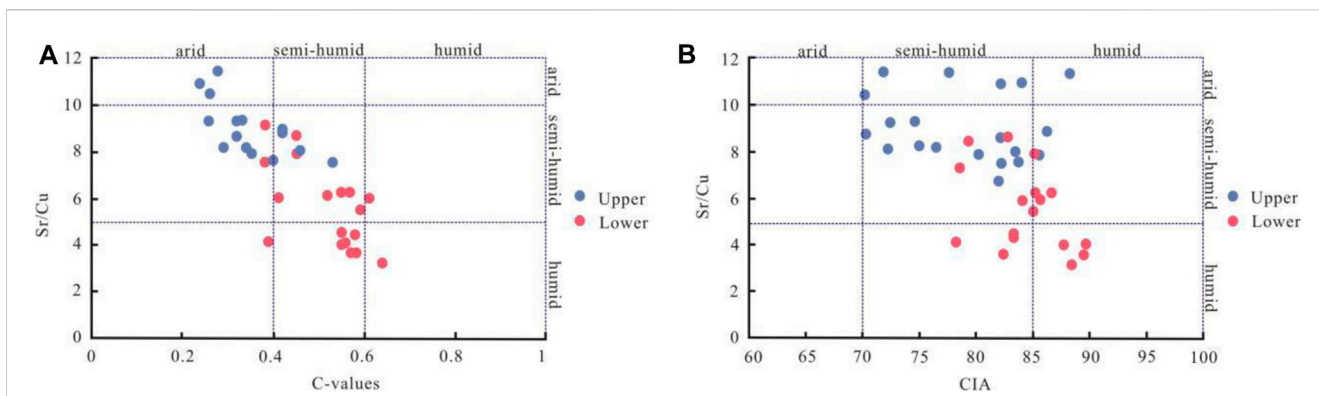 A
arid semi-humid humid
12
10
8
6
4
2
0
Sr/Cu
arid
semi-humid
humid
0 0.2 0.4 0.6 0.8 1
C-values
Upper
Lower
B
arid semi-humid humid
12
10
8
6
4
2
0
Sr/Cu
arid
semi-humid
humid
60 65 70 75 80 85 90 95 100
CIA
Upper
Lower